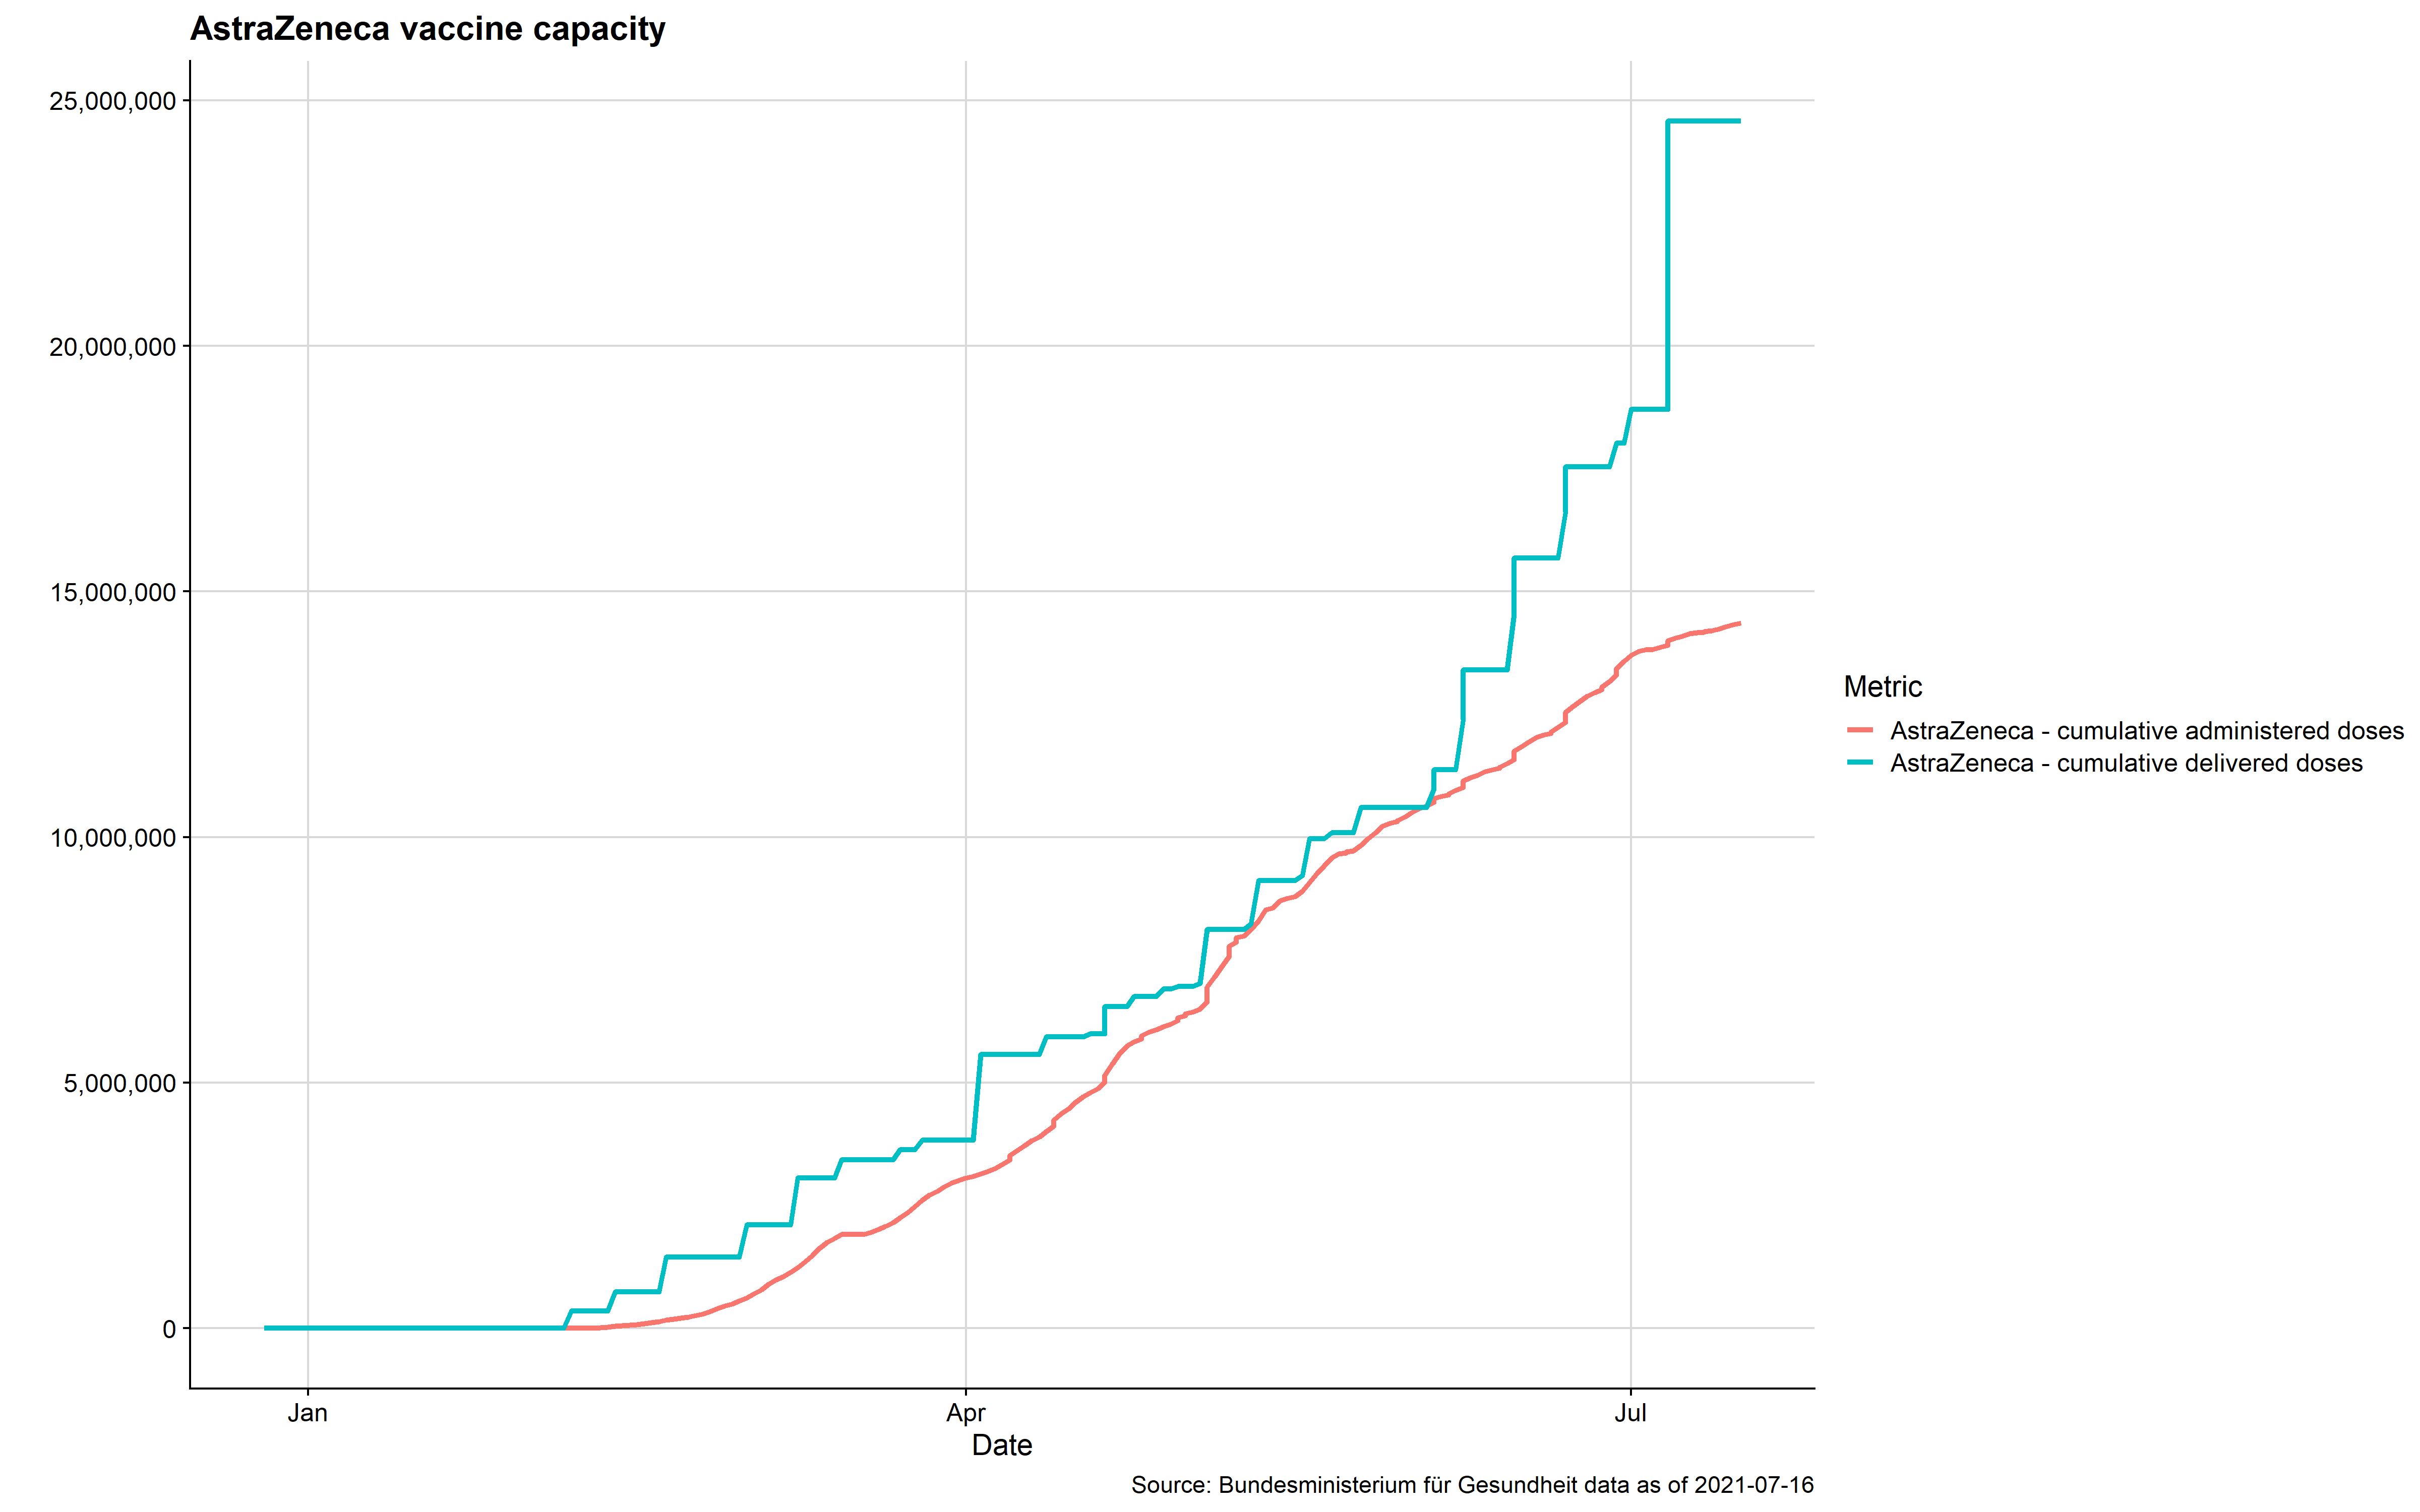 AstraZeneca vaccine capacity
25,000,000
20,000,000
15,000,000
10,000,000
5,000,000
0
Jan
Apr
Jul
Date
Metric
AstraZeneca - cumulative administered doses
AstraZeneca - cumulative delivered doses
Source: Bundesministerium für Gesundheit data as of 2021-07-16